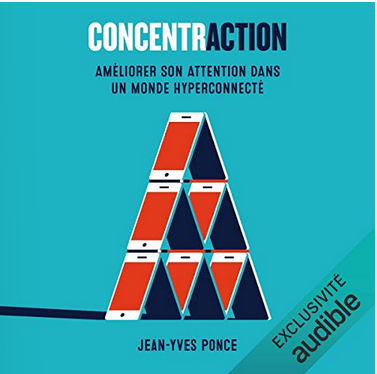 CONCENTRACTION
AMÉLIORER SON ATTENTION DANS
UN MONDE HYPERCONNECTÉ
JEAN-YVES PONCE
EXCLUSIVITÉ
audible